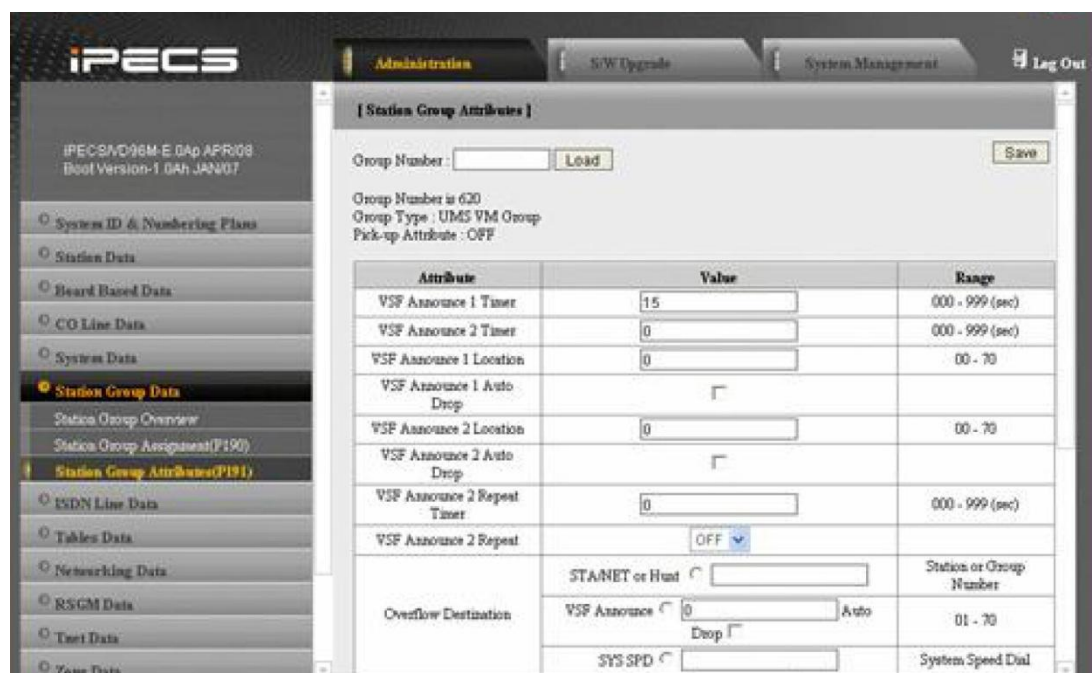 iPECS
Administration
S/W Upgrade
System Management
Log Out
iPECS/VD96M-E.0Ap APR/08
Boot Version-1.0Ah JAN/07
System ID & Numbering Plans
Station Data
Board Based Data
CO Line Data
System Data
Station Group Data
Station Group Overview
Station Group Assignment(P190)
Station Group Attributes(P191)
ISDN Line Data
Tables Data
Networking Data
RSGM Data
Tnet Data
Zone Data
[ Station Group Attributes ]
Group Number :
Load
Save
Group Number is 620
Group Type : UMS VM Group
Pick-up Attribute : OFF
Attribute Value Range
VSF Announce 1 Timer 15 000 - 999 (sec)
VSF Announce 2 Timer 0 000 - 999 (sec)
VSF Announce 1 Location 0 00 - 70
VSF Announce 1 Auto
Drop
VSF Announce 2 Location 0 00 - 70
VSF Announce 2 Auto
Drop
VSF Announce 2 Repeat
Timer
0 000 - 999 (sec)
VSF Announce 2 Repeat OFF
Overflow Destination
STA/NET or Hunt
Station or Group
Number
VSF Announce 0 Auto
Drop
01 - 70
SYS SPD System Speed Dial